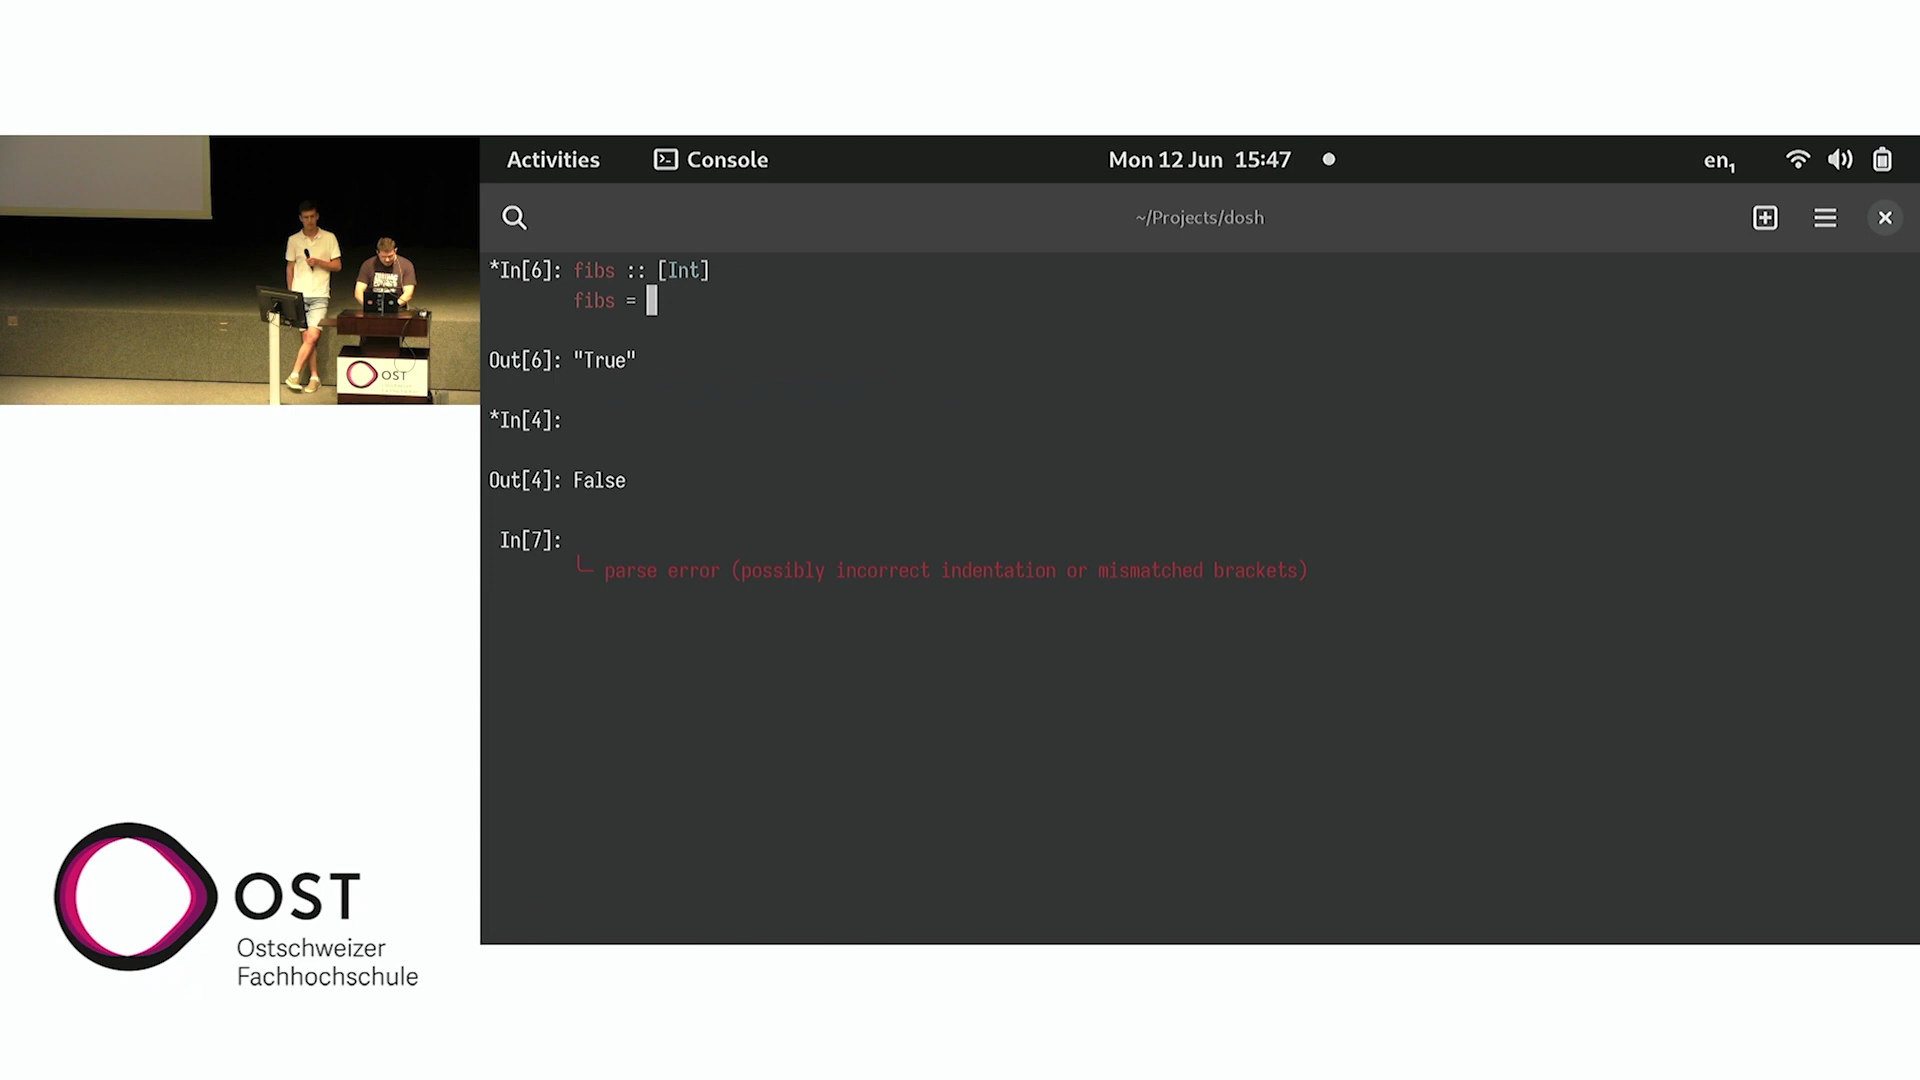 Activities Console Mon 12 Jun 15:47 en₁
~/Projects/dosh
*In[6]: fibs :: [Int]
fibs =
Out[6]: "True"
*In[4]:
Out[4]: False
In[7]:
parse error (possibly incorrect indentation or mismatched brackets)
OST
OST
Ostschweizer
Fachhochschule